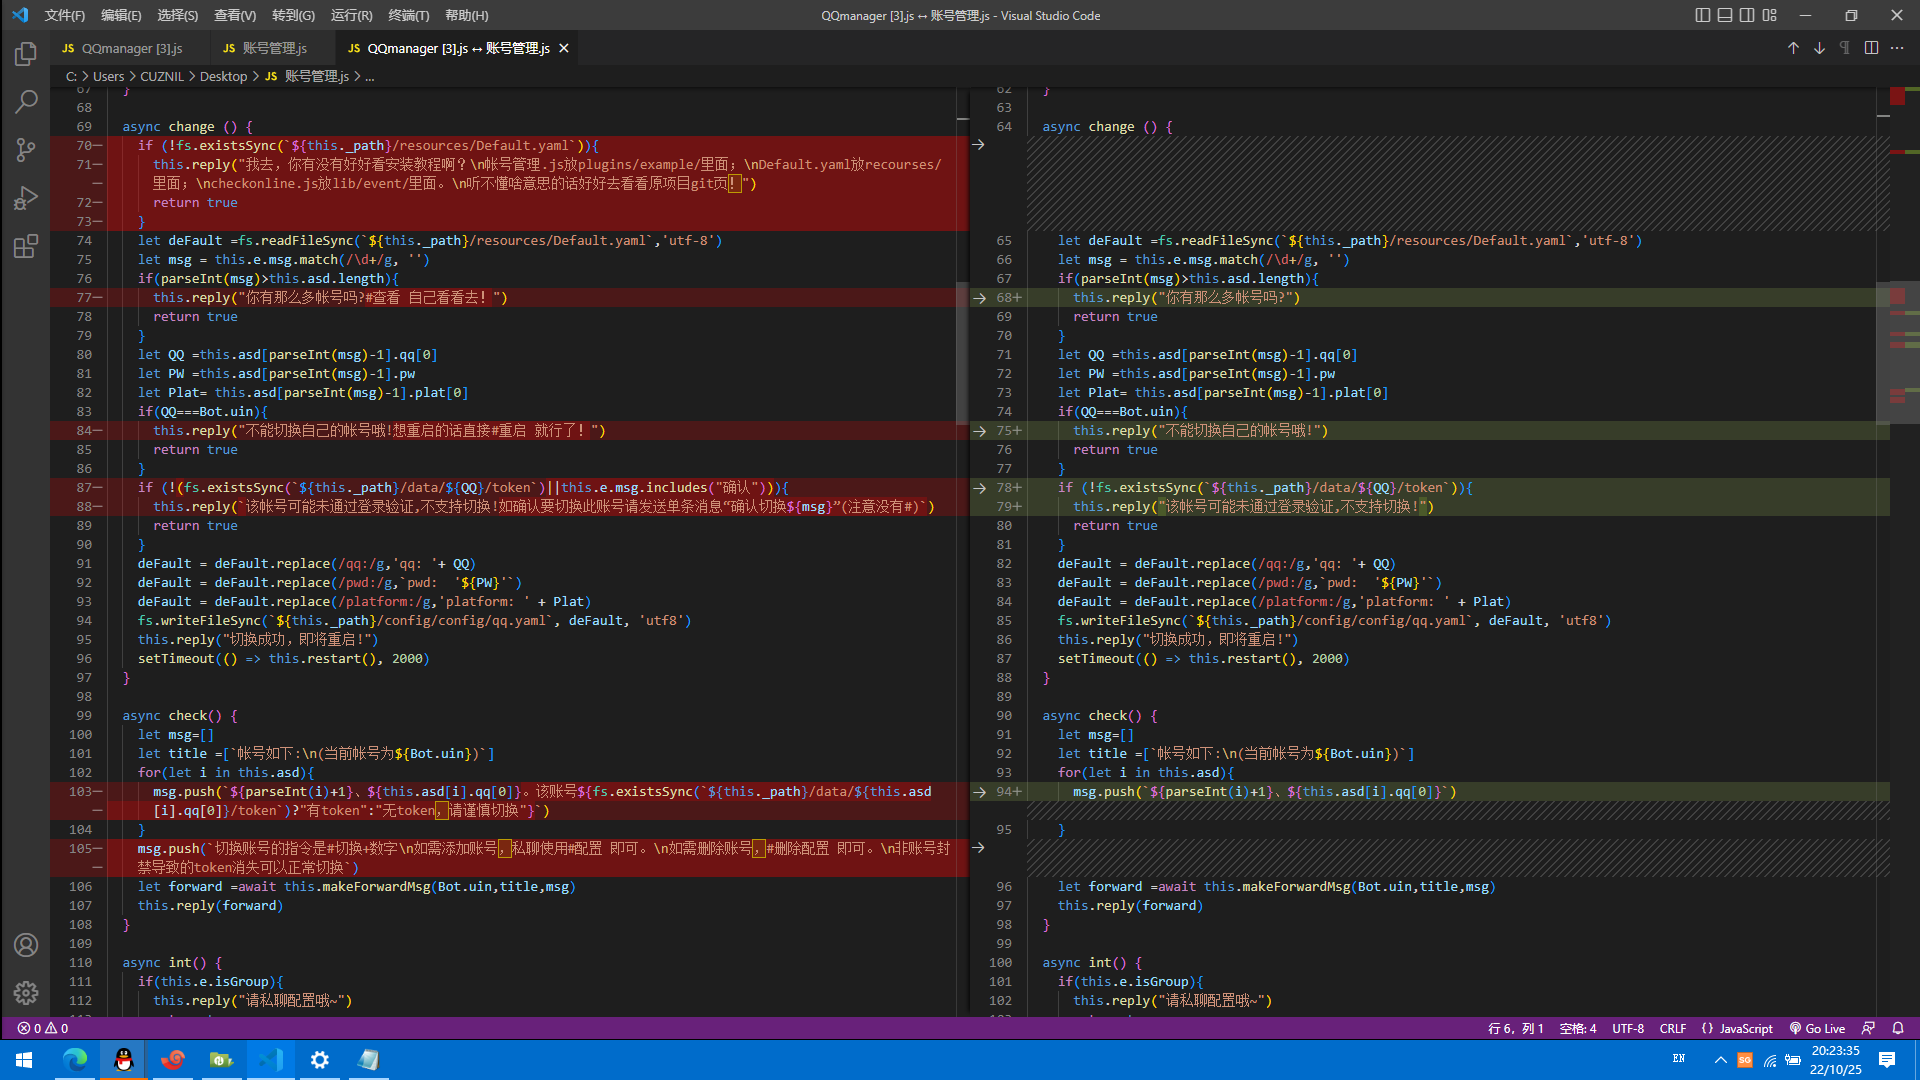 文件(F) 编辑(E) 选择(S) 查看(V) 转到(G) 运行(R) 终端(T) 帮助(H) QQmanager [3].js ↔ 账号管理.js - Visual Studio Code
JS QQmanager [3].js JS 账号管理.js JS QQmanager [3].js ↔ 账号管理.js
C: > Users > CUZNIL > Desktop > JS 账号管理.js > ...
67 }
68
69 async change () {
70 if (!fs.existsSync(`${this._path}/resources/Default.yaml`)){
71 this.reply("我去，你有没有好好看安装教程啊？\n帐号管理.js放plugins/example/里面；\nDefault.yaml放recourses/
里面；\ncheckonline.js放lib/event/里面。\n听不懂啥意思的话好好去看看原项目git页！")
72 return true
73 }
74 let deFault =fs.readFileSync(`${this._path}/resources/Default.yaml`,'utf-8')
75 let msg = this.e.msg.match(/\d+/g, '')
76 if(parseInt(msg)>this.asd.length){
77 this.reply("你有那么多帐号吗?#查看 自己看看去！")
78 return true
79 }
80 let QQ =this.asd[parseInt(msg)-1].qq[0]
81 let PW =this.asd[parseInt(msg)-1].pw
82 let Plat= this.asd[parseInt(msg)-1].plat[0]
83 if(QQ===Bot.uin){
84 this.reply("不能切换自己的帐号哦!想重启的话直接#重启 就行了！")
85 return true
86 }
87 if (!(fs.existsSync(`${this._path}/data/${QQ}/token`)||this.e.msg.includes("确认"))){
88 this.reply(`该帐号可能未通过登录验证,不支持切换!如确认要切换此账号请发送单条消息“确认切换${msg}”(注意没有#)`)
89 return true
90 }
91 deFault = deFault.replace(/qq:/g,'qq: '+ QQ)
92 deFault = deFault.replace(/pwd:/g,`pwd:  '${PW}'`)
93 deFault = deFault.replace(/platform:/g,'platform: ' + Plat)
94 fs.writeFileSync(`${this._path}/config/config/qq.yaml`, deFault, 'utf8')
95 this.reply("切换成功，即将重启!")
96 setTimeout(() => this.restart(), 2000)
97 }
98
99 async check() {
100 let msg=[]
101 let title =[`帐号如下:\n(当前帐号为${Bot.uin})`]
102 for(let i in this.asd){
103 msg.push(`${parseInt(i)+1}、${this.asd[i].qq[0]}。该账号${fs.existsSync(`${this._path}/data/${this.asd
[i].qq[0]}/token`)?"有token":"无token，请谨慎切换"}`)
104 }
105 msg.push(`切换账号的指令是#切换+数字\n如需添加账号，私聊使用#配置 即可。\n如需删除账号，#删除配置 即可。\n非账号封
禁导致的token消失可以正常切换`)
106 let forward =await this.makeForwardMsg(Bot.uin,title,msg)
107 this.reply(forward)
108 }
109
110 async int() {
111 if(this.e.isGroup){
112 this.reply("请私聊配置哦~")
62 }
63
64 async change () {
65 let deFault =fs.readFileSync(`${this._path}/resources/Default.yaml`,'utf-8')
66 let msg = this.e.msg.match(/\d+/g, '')
67 if(parseInt(msg)>this.asd.length){
68+ this.reply("你有那么多帐号吗?")
69 return true
70 }
71 let QQ =this.asd[parseInt(msg)-1].qq[0]
72 let PW =this.asd[parseInt(msg)-1].pw
73 let Plat= this.asd[parseInt(msg)-1].plat[0]
74 if(QQ===Bot.uin){
75+ this.reply("不能切换自己的帐号哦!")
76 return true
77 }
78+ if (!fs.existsSync(`${this._path}/data/${QQ}/token`)){
79+ this.reply("该帐号可能未通过登录验证,不支持切换!")
80 return true
81 }
82 deFault = deFault.replace(/qq:/g,'qq: '+ QQ)
83 deFault = deFault.replace(/pwd:/g,`pwd:  '${PW}'`)
84 deFault = deFault.replace(/platform:/g,'platform: ' + Plat)
85 fs.writeFileSync(`${this._path}/config/config/qq.yaml`, deFault, 'utf8')
86 this.reply("切换成功，即将重启!")
87 setTimeout(() => this.restart(), 2000)
88 }
89
90 async check() {
91 let msg=[]
92 let title =[`帐号如下:\n(当前帐号为${Bot.uin})`]
93 for(let i in this.asd){
94+ msg.push(`${parseInt(i)+1}、${this.asd[i].qq[0]}`)
95 }
96 let forward =await this.makeForwardMsg(Bot.uin,title,msg)
97 this.reply(forward)
98 }
99
100 async int() {
101 if(this.e.isGroup){
102 this.reply("请私聊配置哦~")
0 0 行 6，列 1 空格: 4 UTF-8 CRLF {} JavaScript Go Live
EN 20:23:35
22/10/25